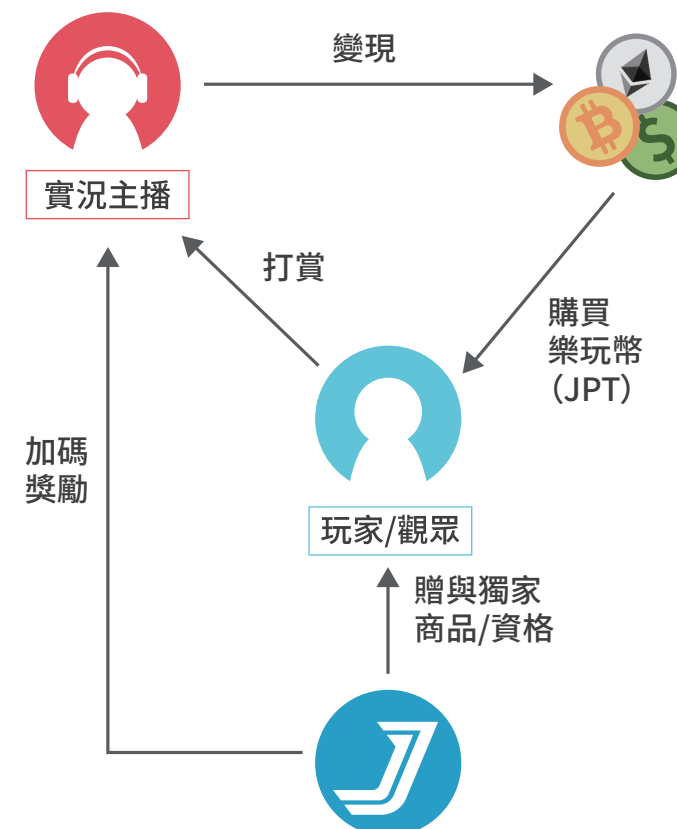 變現
實況主播
打賞
購買
樂玩幣
（JPT）
加碼
獎勵
玩家/觀眾
贈與獨家
商品/資格